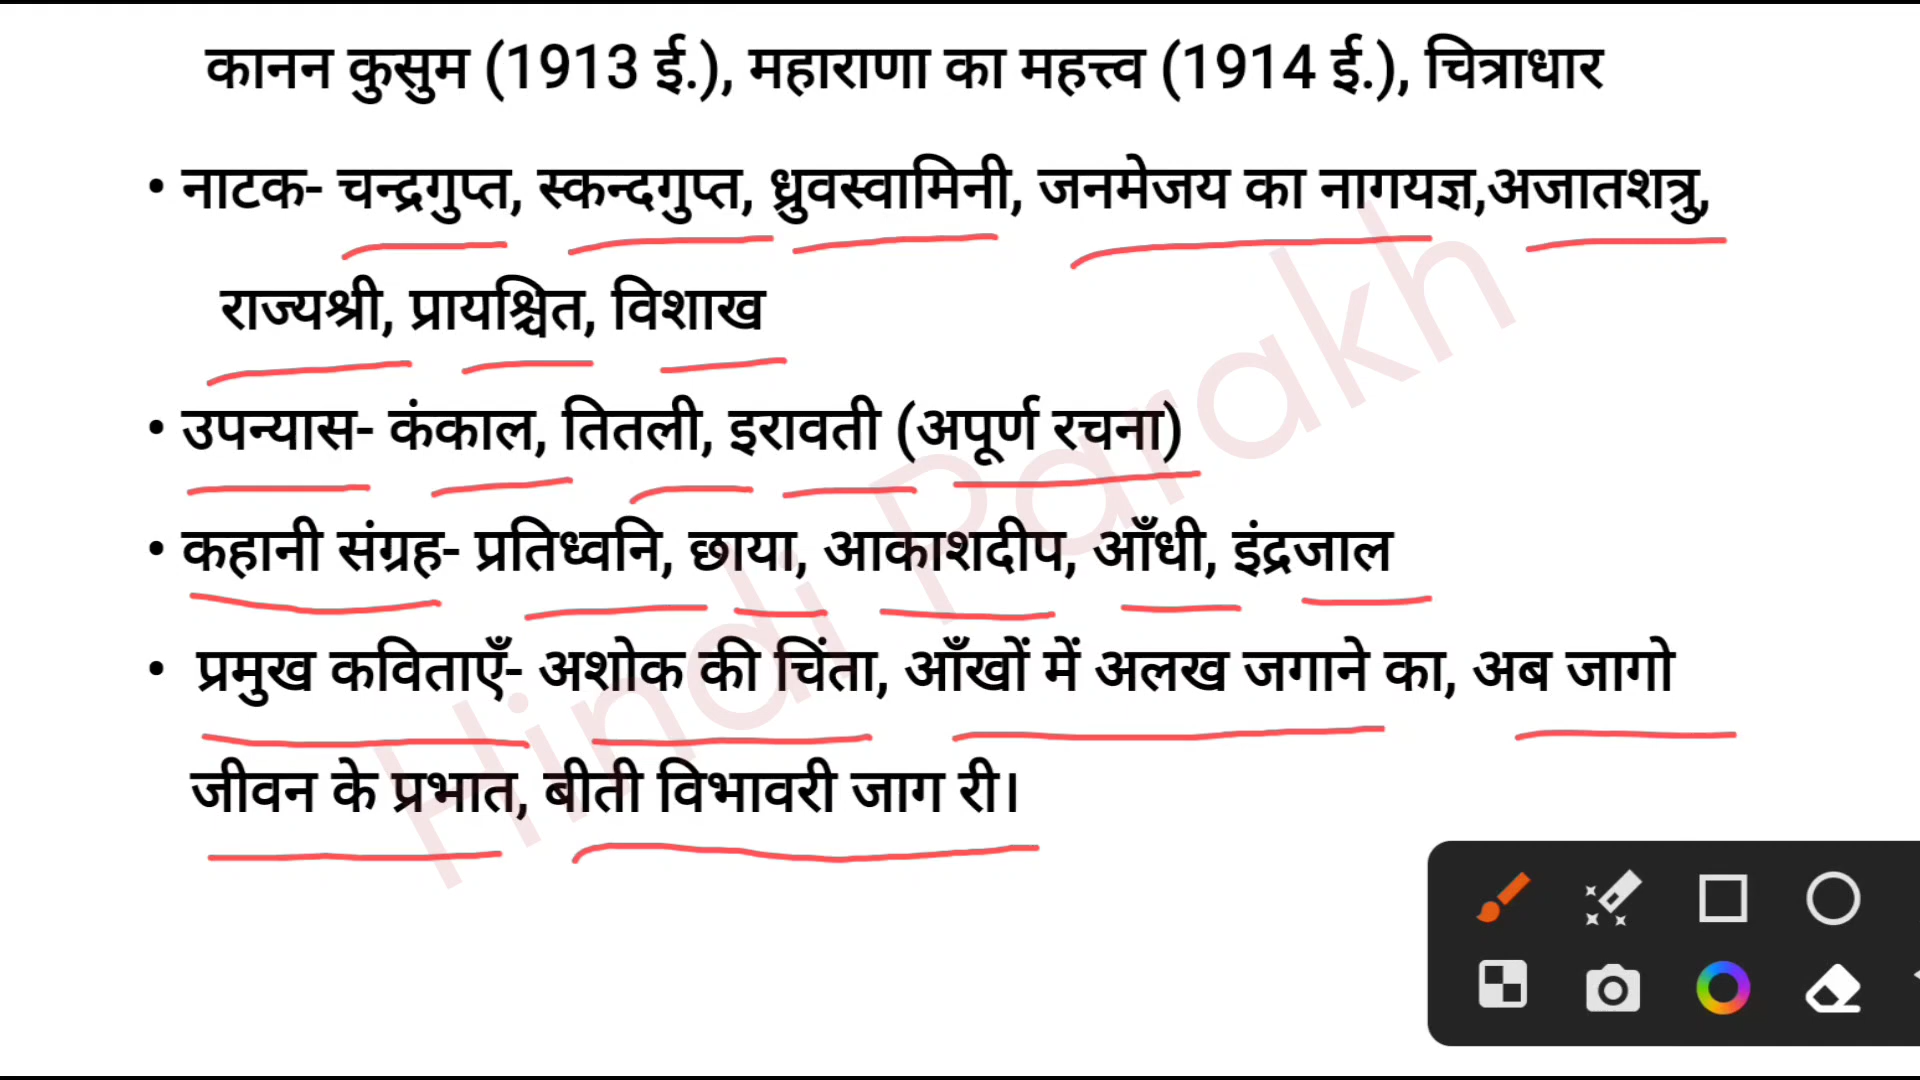 कानन कुसुम (1913 ई.), महाराणा का महत्त्व (1914 ई.), चित्राधार
• नाटक- चन्द्रगुप्त, स्कन्दगुप्त, ध्रुवस्वामिनी, जनमेजय का नागयज्ञ,अजातशत्रु,
राज्यश्री, प्रायश्चित, विशाख
• उपन्यास- कंकाल, तितली, इरावती (अपूर्ण रचना)
• कहानी संग्रह- प्रतिध्वनि, छाया, आकाशदीप, आँधी, इंद्रजाल
• प्रमुख कविताएँ- अशोक की चिंता, आँखों में अलख जगाने का, अब जागो
जीवन के प्रभात, बीती विभावरी जाग री।
Hindi Parakh